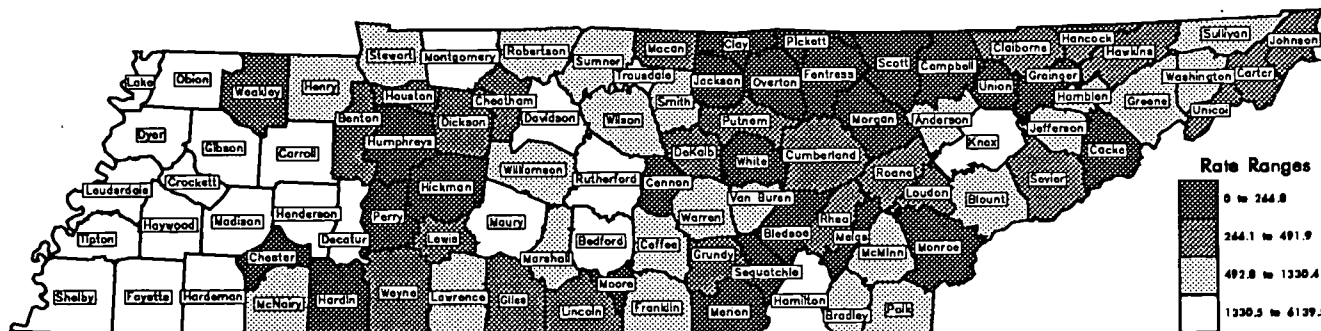 Stewart
Montgomery
Robertson
Sumner
Macon
Clay
Pickett
Scott
Campbell
Claiborne
Hancock
Hawkins
Sullivan
Johnson
Lake
Obion
Weakley
Henry
Houston
Cheatham
Trousdale
Jackson
Overton
Fentress
Union
Grainger
Hamblen
Washington
Carter
Benton
Dickson
Davidson
Wilson
Smith
Putnam
Morgan
Anderson
Jefferson
Greene
Unicoi
Dyer
Gibson
Carroll
Humphreys
Knox
Cocke
Crockett
Hickman
Williamson
Rutherford
Cannon
DeKalb
White
Cumberland
Roane
Loudon
Blount
Sevier
Rate Ranges
Lauderdale
Haywood
Madison
Henderson
Decatur
Perry
Lewis
Maury
Bedford
Coffee
Warren
Van Buren
Bledsoe
Rhea
Meigs
McMinn
Monroe
0 to 266.0
Tipton
Chester
Marshall
Grundy
Sequatchie
266.1 to 491.9
Shelby
Fayette
Hardeman
McNairy
Hardin
Wayne
Lawrence
Giles
Lincoln
Moore
Franklin
Marion
Hamilton
Bradley
Polk
1330.5 to 6139.